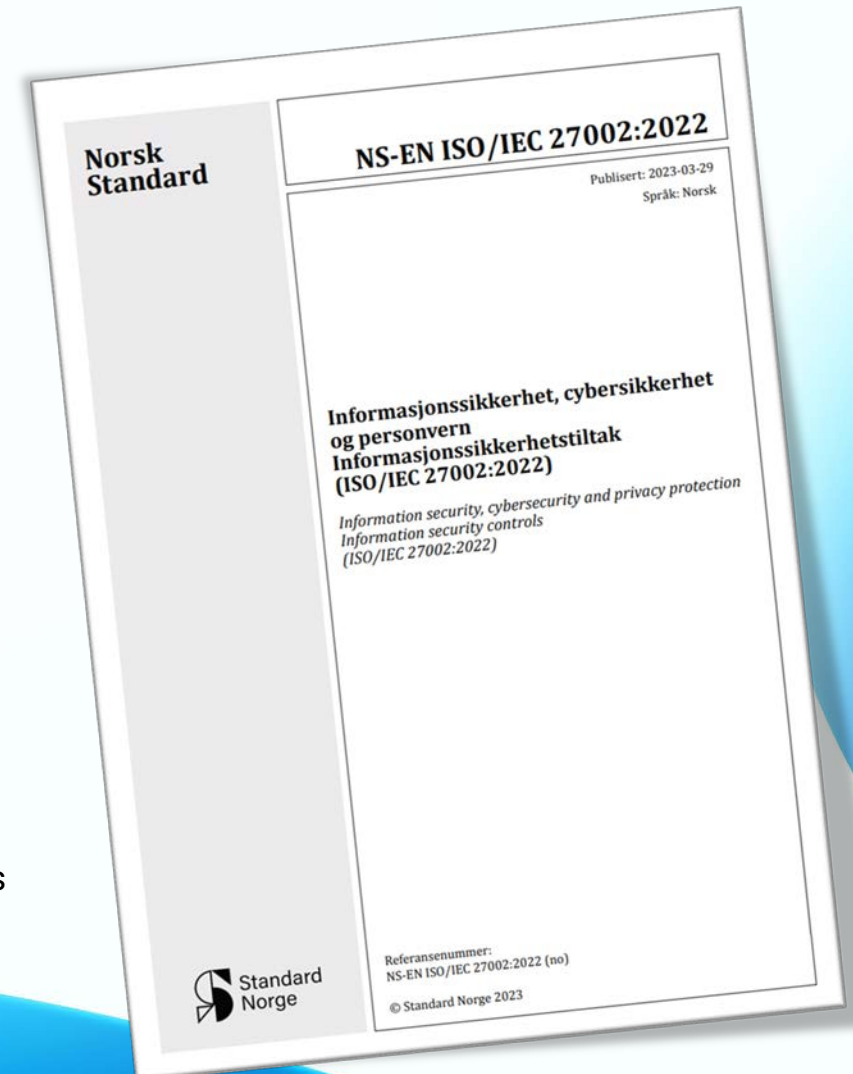 Norsk
Standard
NS-EN ISO/IEC 27002:2022
Publisert: 2023-03-29
Språk: Norsk
Informasjonssikkerhet, cybersikkerhet
og personvern
Informasjonssikkerhetstiltak
(ISO/IEC 27002:2022)
Information security, cybersecurity and privacy protection
Information security controls
(ISO/IEC 27002:2022)
s
Referansenummer:
NS-EN ISO/IEC 27002:2022 (no)
© Standard Norge 2023
Standard
Norge